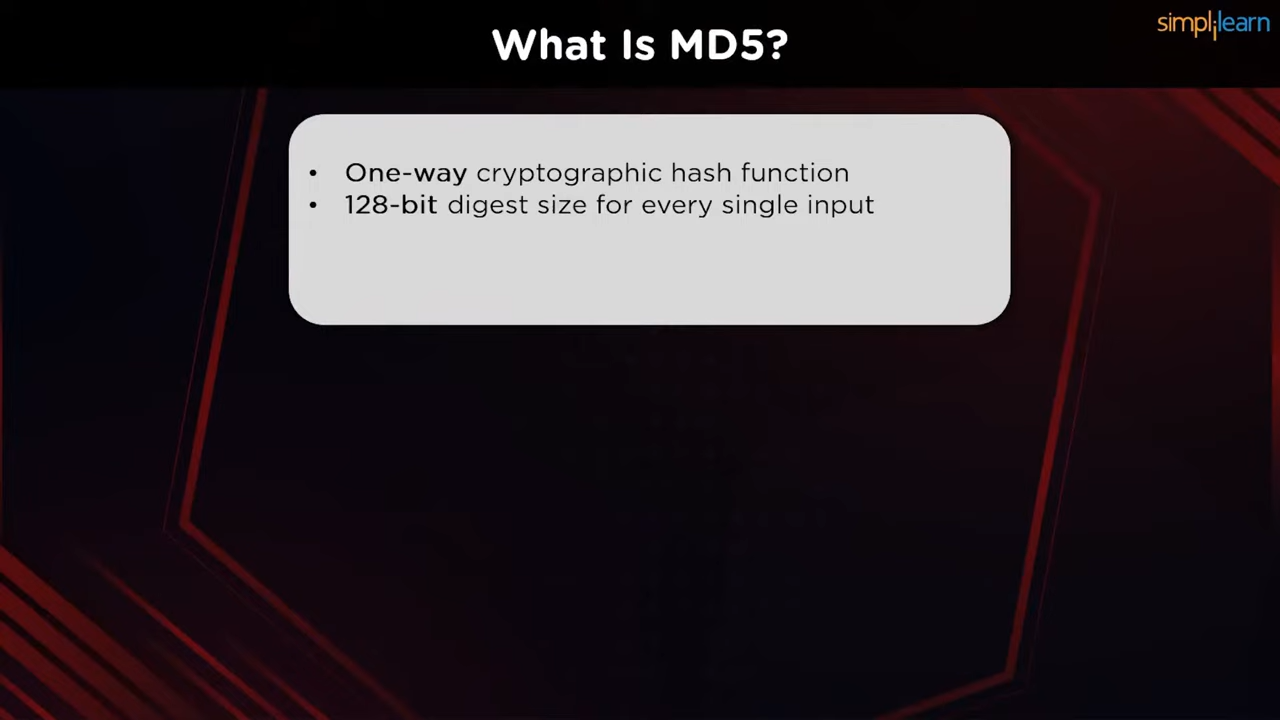 What Is MD5?
simplilearn
• One-way cryptographic hash function
• 128-bit digest size for every single input